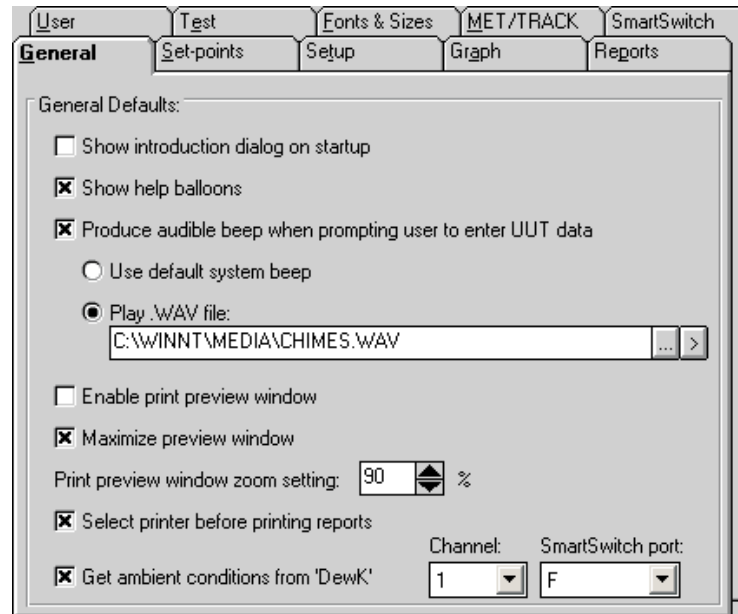 User Test Fonts & Sizes MET/TRACK SmartSwitch
General Set-points Setup Graph Reports
General Defaults:
Show introduction dialog on startup
Show help balloons
Produce audible beep when prompting user to enter UUT data
Use default system beep
Play .WAV file:
C:\WINNT\MEDIA\CHIMES.WAV ... >
Enable print preview window
Maximize preview window
Print preview window zoom setting: 90 %
Select printer before printing reports
Channel: SmartSwitch port:
Get ambient conditions from 'DewK' 1 F